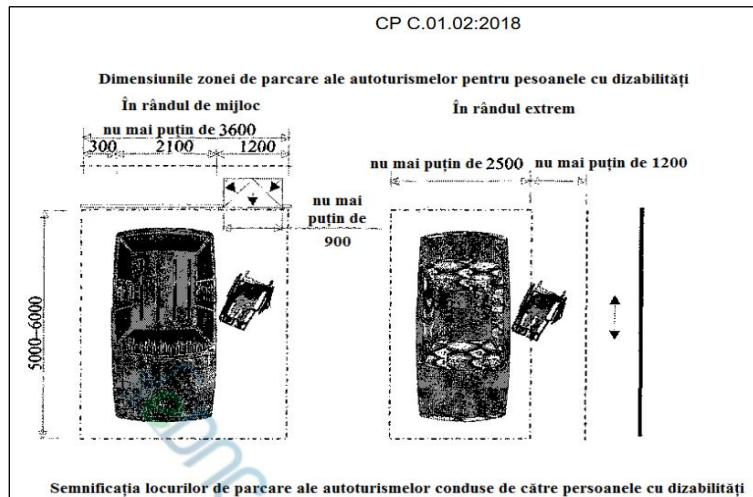 CP C.01.02:2018
Dimensiunile zonei de parcare ale autoturismelor pentru pesoanele cu dizabilități
În rândul de mijloc
În rândul extrem
nu mai puțin de 3600
300 2100 1200
nu mai puțin de 2500
nu mai puțin de 1200
nu mai
puțin de
900
5000–6000
Semnificația locurilor de parcare ale autoturismelor conduse de către persoanele cu dizabilități